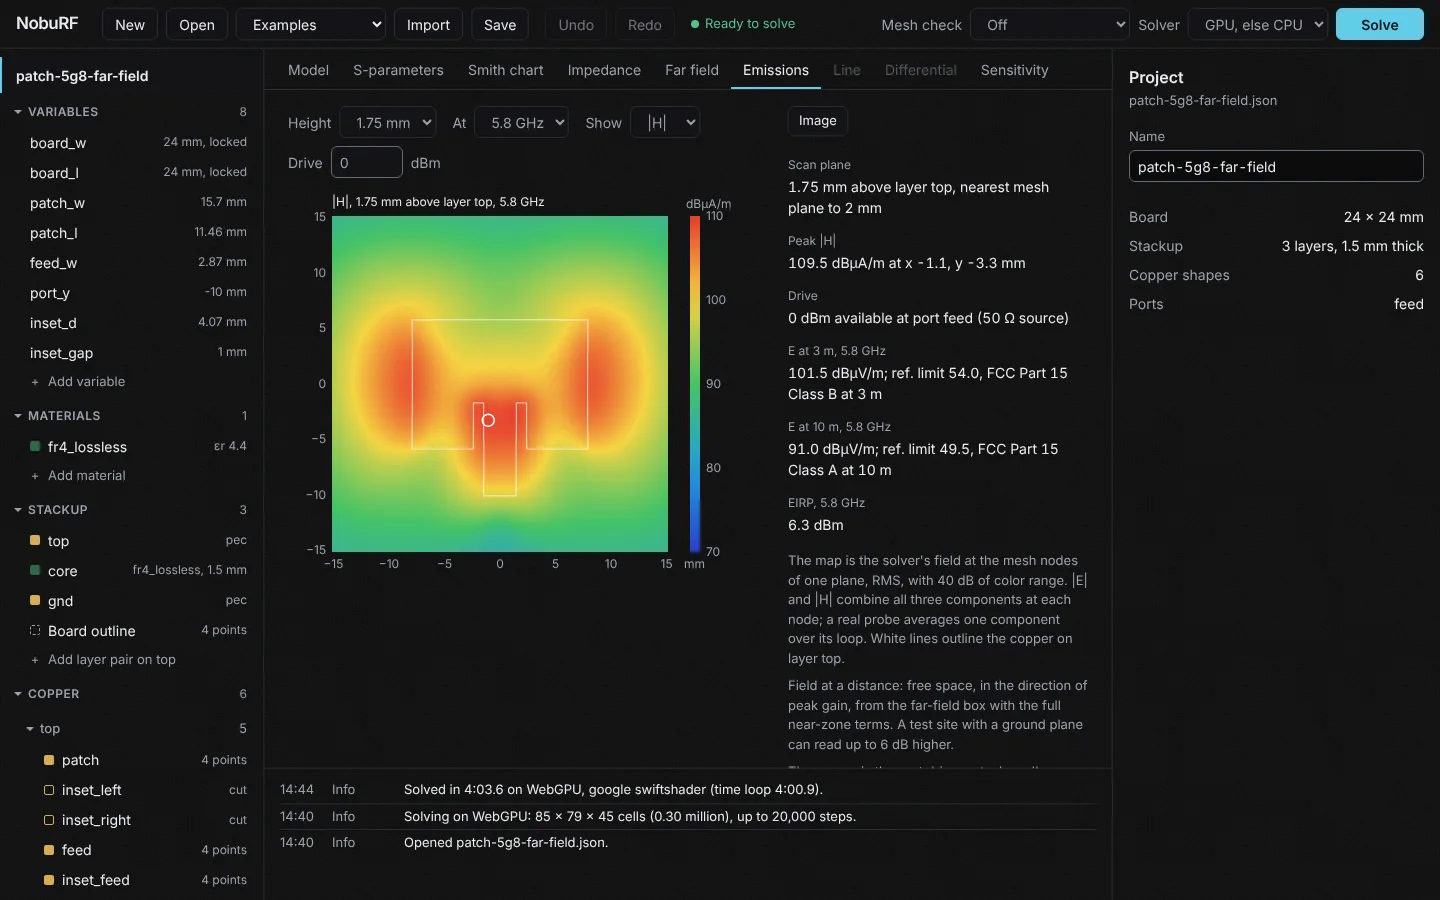 NobuRF New Open Examples Import Save Undo Redo Ready to solve Mesh check Off Solver GPU, else CPU Solve
patch-5g8-far-field
VARIABLES 8
board_w 24 mm, locked
board_l 24 mm, locked
patch_w 15.7 mm
patch_l 11.46 mm
feed_w 2.87 mm
port_y -10 mm
inset_d 4.07 mm
inset_gap 1 mm
+ Add variable
MATERIALS 1
fr4_lossless εr 4.4
+ Add material
STACKUP 3
top pec
core fr4_lossless, 1.5 mm
gnd pec
Board outline 4 points
+ Add layer pair on top
COPPER 6
top 5
patch 4 points
inset_left cut
inset_right cut
feed 4 points
inset_feed 4 points
Model S-parameters Smith chart Impedance Far field Emissions Line Differential Sensitivity
Height 1.75 mm At 5.8 GHz Show |H|
Drive 0 dBm
|H|, 1.75 mm above layer top, 5.8 GHz
dBµA/m
15
10
5
0
−5
−10
−15
−15 −10 −5 0 5 10 15 mm
110
100
90
80
70
Image
Scan plane
1.75 mm above layer top, nearest mesh
plane to 2 mm
Peak |H|
109.5 dBµA/m at x -1.1, y -3.3 mm
Drive
0 dBm available at port feed (50 Ω source)
E at 3 m, 5.8 GHz
101.5 dBµV/m; ref. limit 54.0, FCC Part 15
Class B at 3 m
E at 10 m, 5.8 GHz
91.0 dBµV/m; ref. limit 49.5, FCC Part 15
Class A at 10 m
EIRP, 5.8 GHz
6.3 dBm
The map is the solver's field at the mesh nodes
of one plane, RMS, with 40 dB of color range. |E|
and |H| combine all three components at each
node; a real probe averages one component
over its loop. White lines outline the copper on
layer top.
Field at a distance: free space, in the direction of
peak gain, from the far-field box with the full
near-zone terms. A test site with a ground plane
can read up to 6 dB higher.
14:44 Info Solved in 4:03.6 on WebGPU, google swiftshader (time loop 4:00.9).
14:40 Info Solving on WebGPU: 85 × 79 × 45 cells (0.30 million), up to 20,000 steps.
14:40 Info Opened patch-5g8-far-field.json.
Project
patch-5g8-far-field.json
Name
patch-5g8-far-field
Board 24 × 24 mm
Stackup 3 layers, 1.5 mm thick
Copper shapes 6
Ports feed